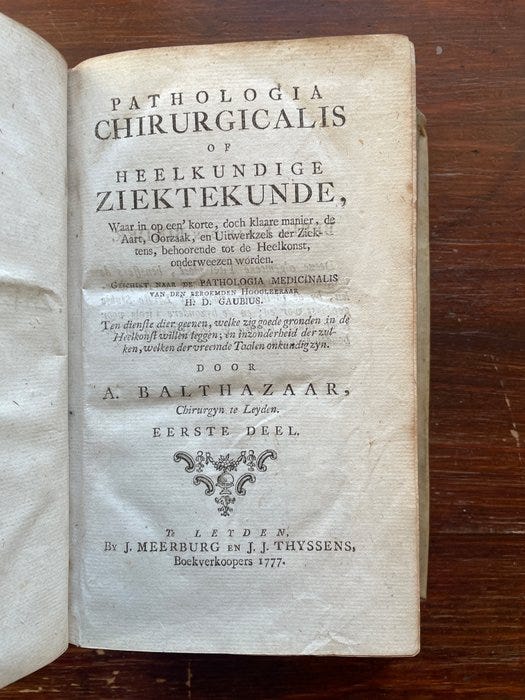 PATHOLOGIA
CHIRURGICALIS
OF
HEELKUNDIGE
ZIEKTEKUNDE,
Waar in op een' korte, doch klaare manier, de
Aart, Oorzaak, en Uitwerkzels der Ziek-
tens, behoorende tot de Heelkonst,
onderweezen worden.
GESCHIKT NAAR DE PATHOLOGIA MEDICINALIS
VAN DEN BEROEMDEN HOOGLEERAAR
H. D. GAUBIUS.
Ten dienste dier geenen, welke zig goede gronden in de
Heelkonst willen leggen; en inzonderheid der zul-
ken, welken der vreemde Taalen onkundig zyn.
DOOR
A. BALTHAZAAR,
Chirurgyn te Leyden.
EERSTE DEEL.
Te LEYDEN,
By J. MEERBURG EN J. J. THYSSENS,
Boekverkoopers 1777.